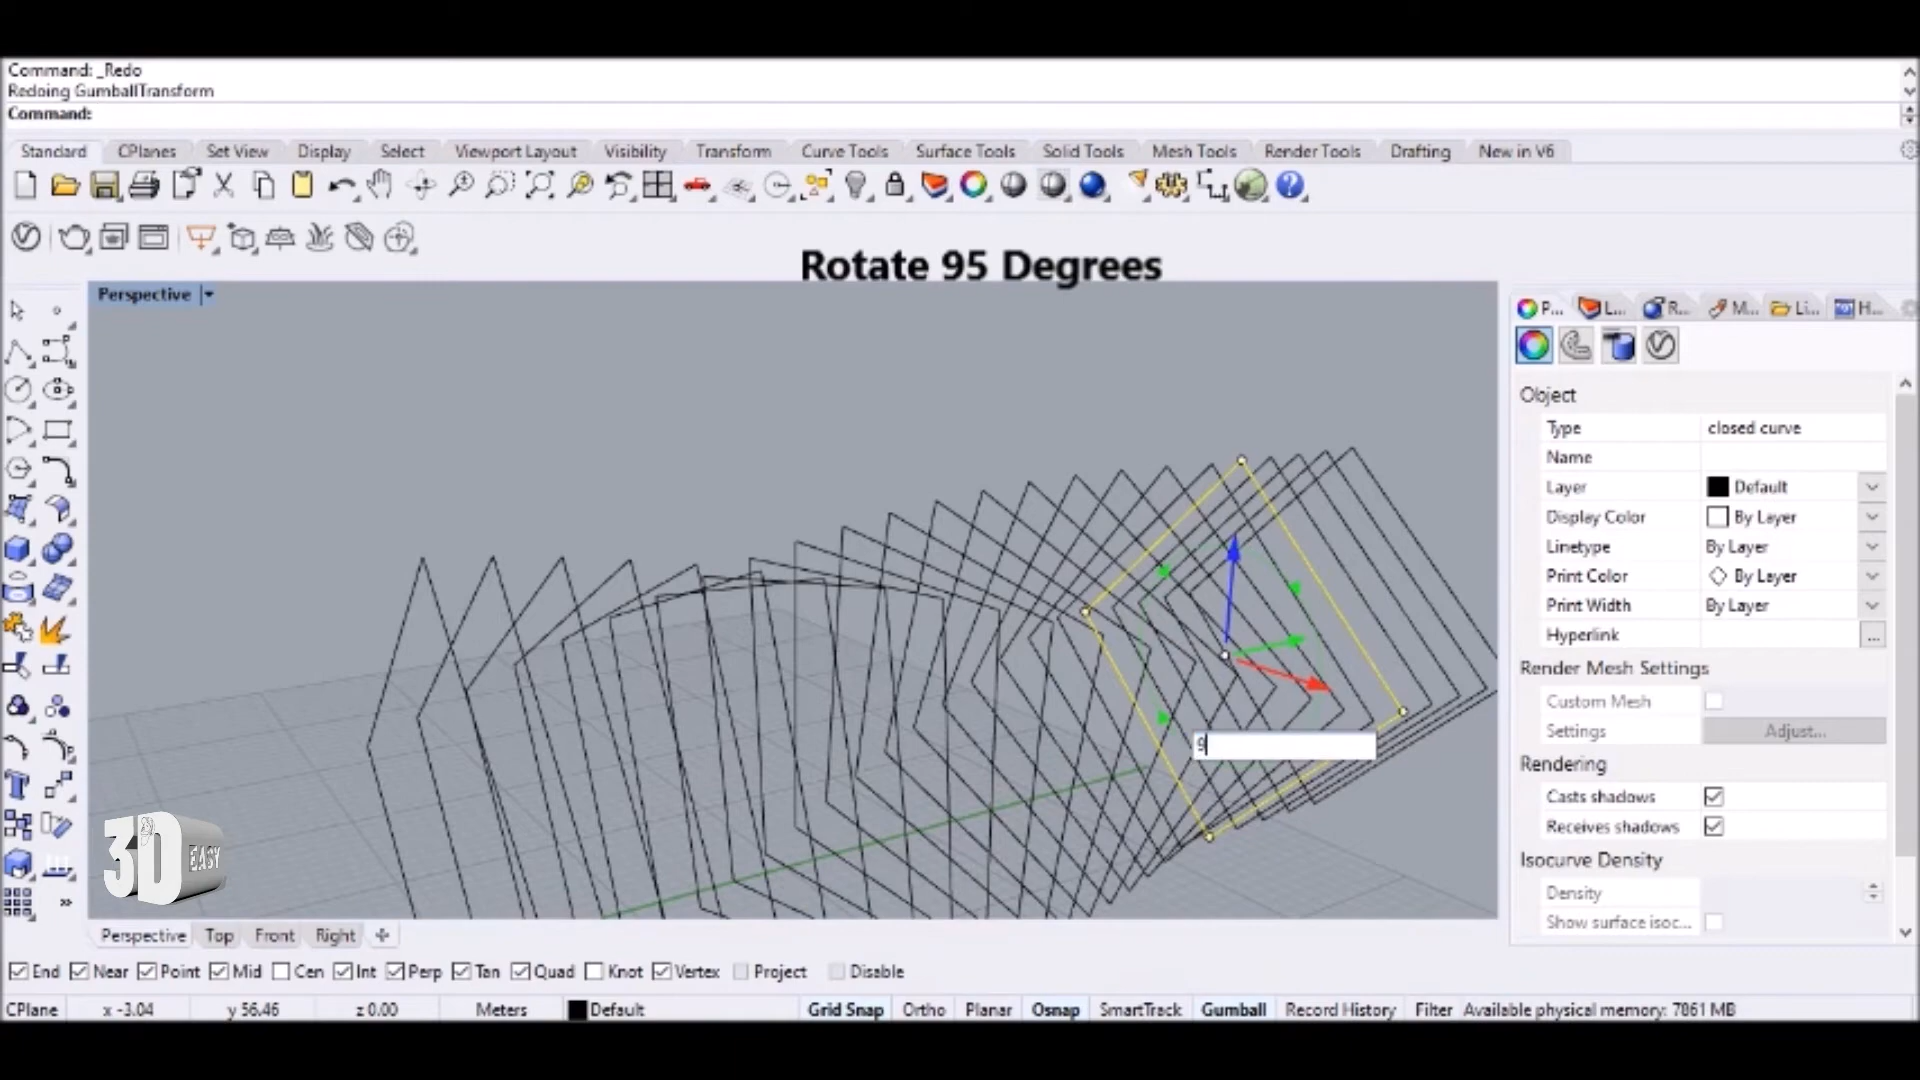 Command: _Redo
Redoing GumballTransform
Command:
Standard CPlanes Set View Display Select Viewport Layout Visibility Transform Curve Tools Surface Tools Solid Tools Mesh Tools Render Tools Drafting New in V6
Rotate 95 Degrees
Perspective
P... L... R... M... Li... H...
Object
Type closed curve
Name
Layer Default
Display Color By Layer
Linetype By Layer
Print Color By Layer
Print Width By Layer
Hyperlink ...
Render Mesh Settings
Custom Mesh
Settings Adjust...
Rendering
Casts shadows
Receives shadows
Isocurve Density
Density
Show surface isoc...
9
3D EASY
Perspective Top Front Right
End Near Point Mid Cen Int Perp Tan Quad Knot Vertex Project Disable
CPlane x -3.04 y 56.46 z 0.00 Meters Default Grid Snap Ortho Planar Osnap SmartTrack Gumball Record History Filter Available physical memory: 7861 MB